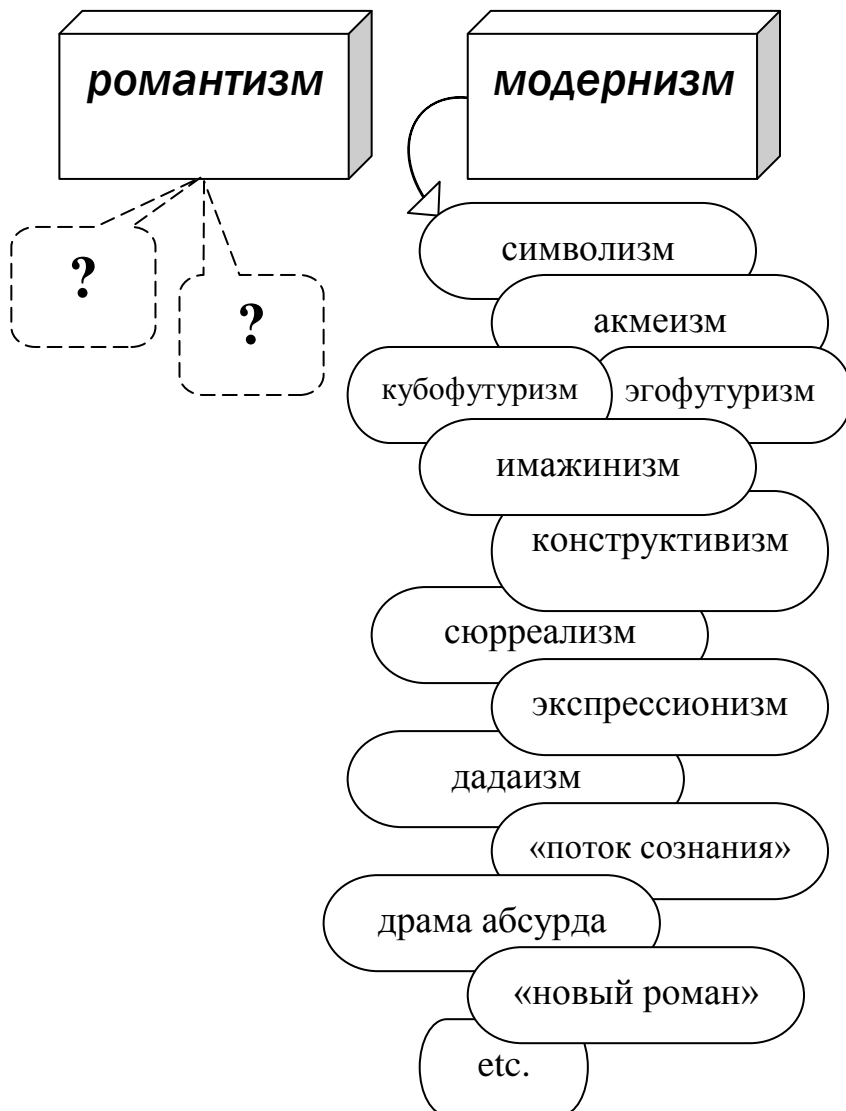 романтизм
модернизм
?
?
символизм
акмеизм
кубофутуризм
эгофутуризм
имажинизм
конструктивизм
сюрреализм
экспрессионизм
дадаизм
«поток сознания»
драма абсурда
«новый роман»
etc.